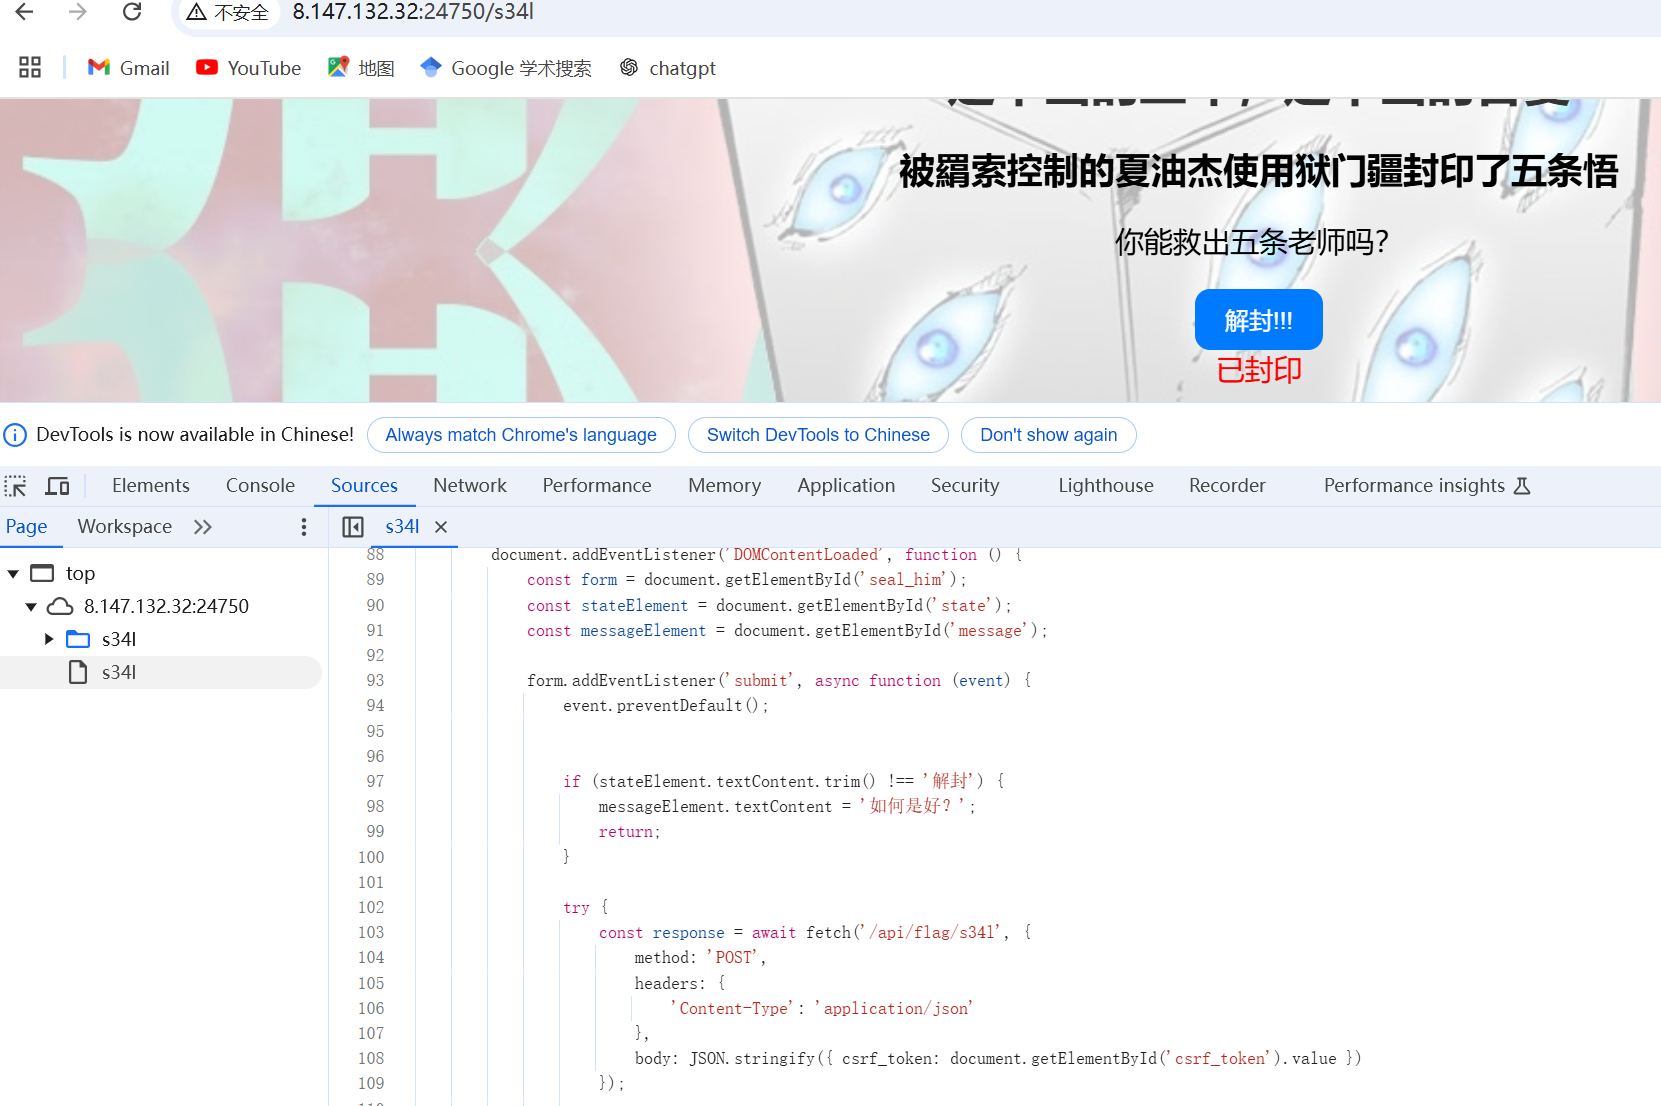 不安全 8.147.132.32:24750/s34l
Gmail YouTube 地图 Google 学术搜索 chatgpt
被羂索控制的夏油杰使用狱门疆封印了五条悟
你能救出五条老师吗？
解封!!!
已封印
DevTools is now available in Chinese! Always match Chrome's language Switch DevTools to Chinese Don't show again
Elements Console Sources Network Performance Memory Application Security Lighthouse Recorder Performance insights
Page Workspace s34l
top
8.147.132.32:24750
s34l
s34l
88 document.addEventListener('DOMContentLoaded', function () {
89 const form = document.getElementById('seal_him');
90 const stateElement = document.getElementById('state');
91 const messageElement = document.getElementById('message');
92
93 form.addEventListener('submit', async function (event) {
94 event.preventDefault();
95
96
97 if (stateElement.textContent.trim() !== '解封') {
98 messageElement.textContent = '如何是好？';
99 return;
100 }
101
102 try {
103 const response = await fetch('/api/flag/s34l', {
104 method: 'POST',
105 headers: {
106 'Content-Type': 'application/json'
107 },
108 body: JSON.stringify({ csrf_token: document.getElementById('csrf_token').value })
109 });